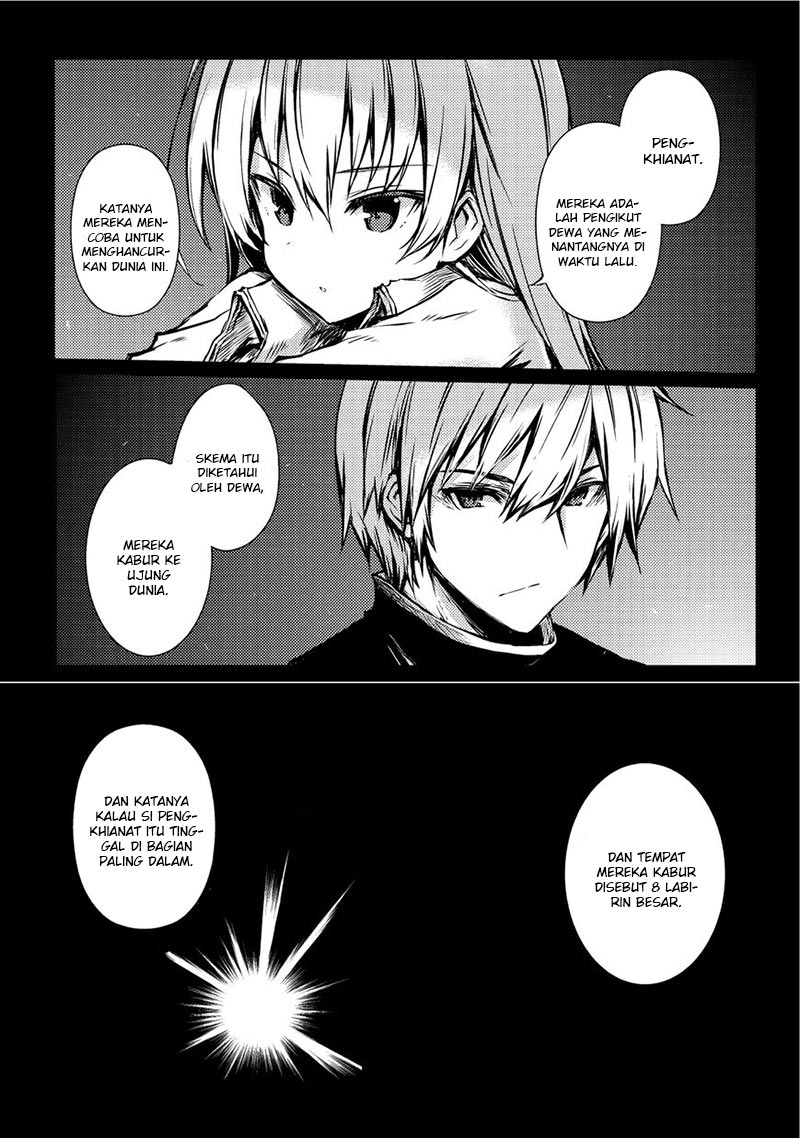 PENG-
KHIANAT.
MEREKA ADA-
LAH PENGIKUT
DEWA YANG ME-
NANTANGNYA DI
WAKTU LALU.
KATANYA
MEREKA MEN-
COBA UNTUK
MENGHANCUR-
KAN DUNIA INI.
SKEMA ITU
DIKETAHUI
OLEH DEWA,
MEREKA
KABUR KE
UJUNG
DUNIA.
DAN TEMPAT
MEREKA KABUR
DISEBUT 8 LABI-
RIN BESAR.
DAN KATANYA
KALAU SI PENG-
KHIANAT ITU TING-
GAL DI BAGIAN
PALING DALAM.